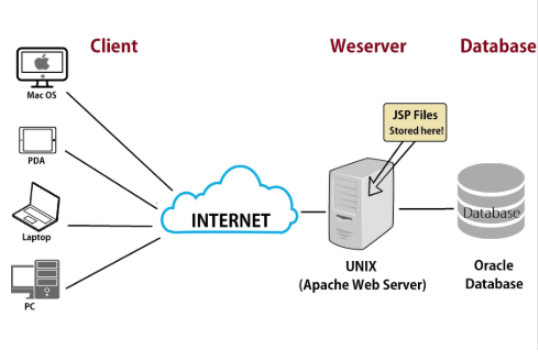 Client
Weserver
Database
Mac OS
PDA
Laptop
PC
INTERNET
JSP Files
Stored here!
UNIX
(Apache Web Server)
Database
Oracle
Database